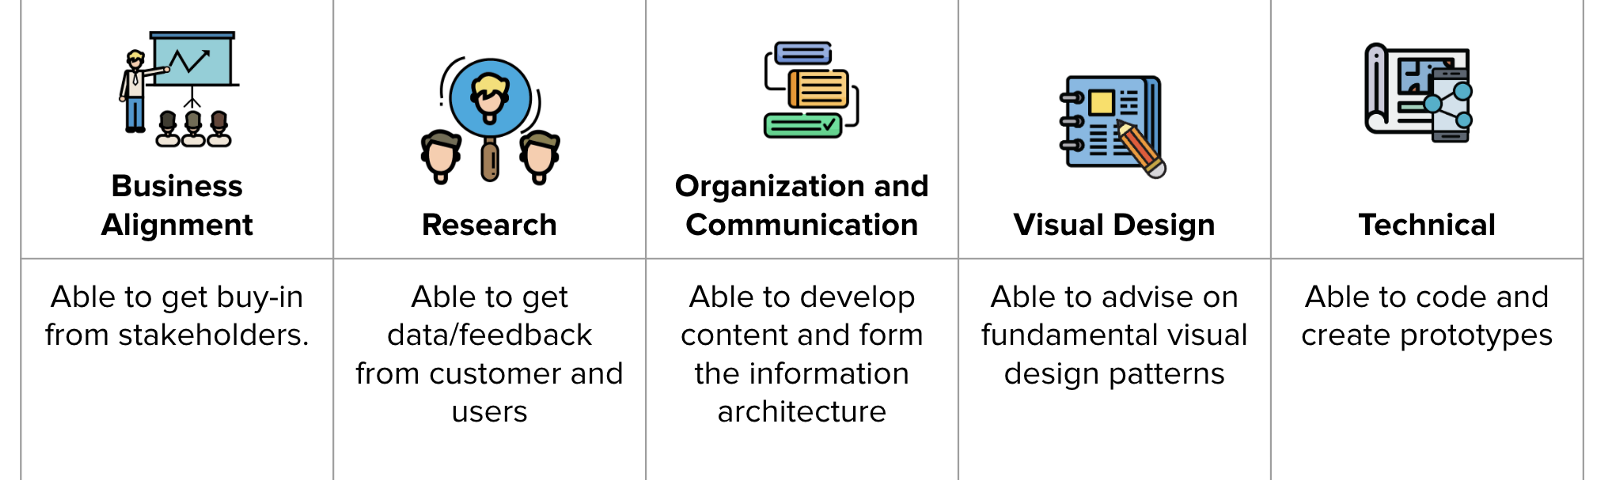 Business
Alignment
Research
Organization and
Communication
Visual Design
Technical
Able to get buy-in
from stakeholders.
Able to get
data/feedback
from customer and
users
Able to develop
content and form
the information
architecture
Able to advise on
fundamental visual
design patterns
Able to code and
create prototypes